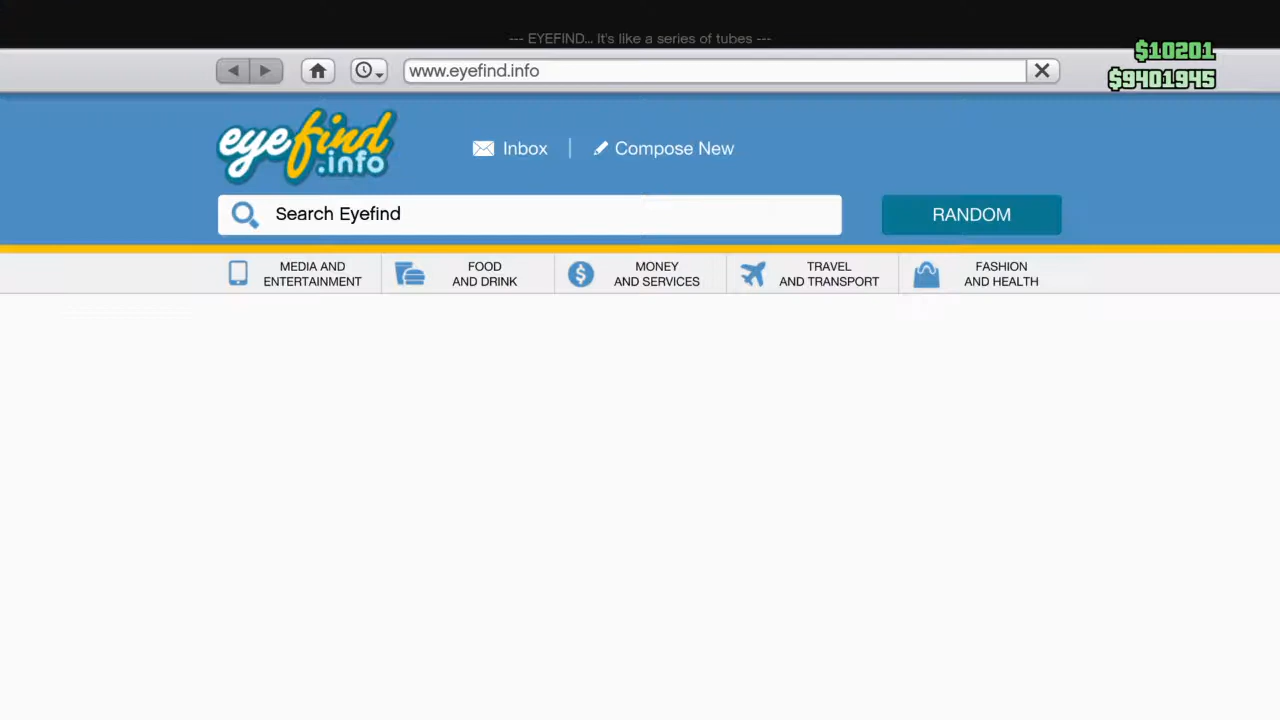 --- EYEFIND... It's like a series of tubes ---
$10201
www.eyefind.info
$9401945
eyefind
.info
Inbox
Compose New
Search Eyefind
RANDOM
MEDIA AND
ENTERTAINMENT
FOOD
AND DRINK
MONEY
AND SERVICES
TRAVEL
AND TRANSPORT
FASHION
AND HEALTH